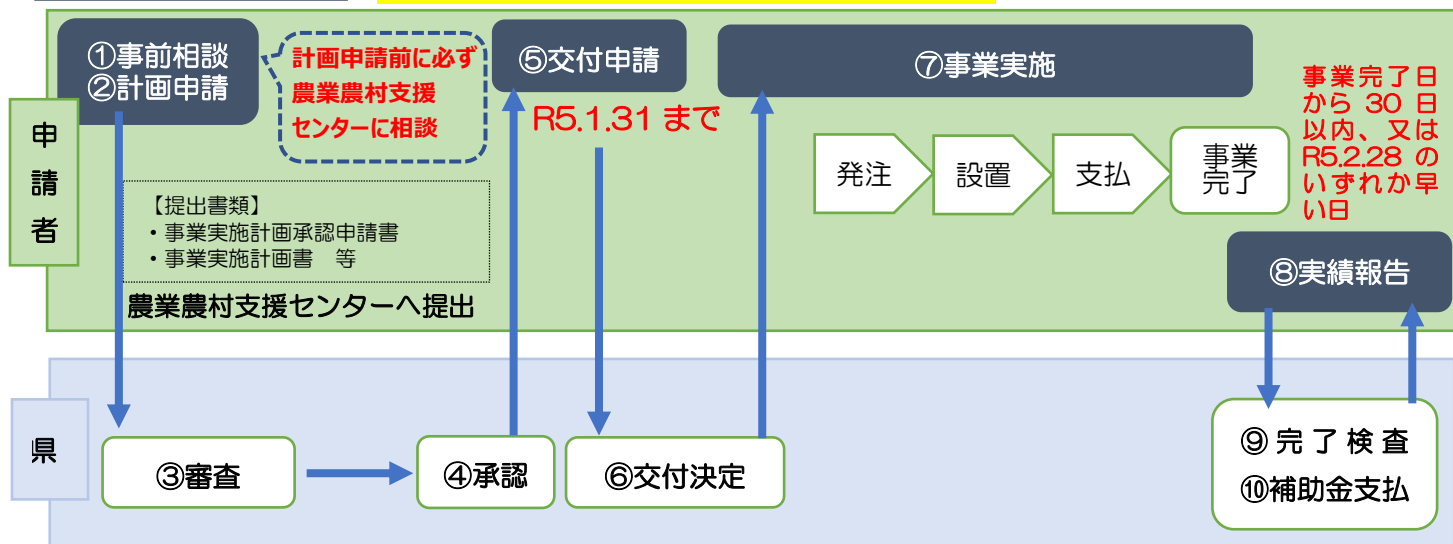 ①事前相談
②計画申請
計画申請前に必ず
農業農村支援
センターに相談
⑤交付申請
R5.1.31 まで
⑦事業実施
事業完了日
から 30 日
以内、又は
R5.2.28 の
いずれか早
い日
申請者
発注
設置
支払
事業
完了
【提出書類】
・事業実施計画承認申請書
・事業実施計画書 等
農業農村支援センターへ提出
⑧実績報告
県
③審査
④承認
⑥交付決定
⑨完了検査
⑩補助金支払